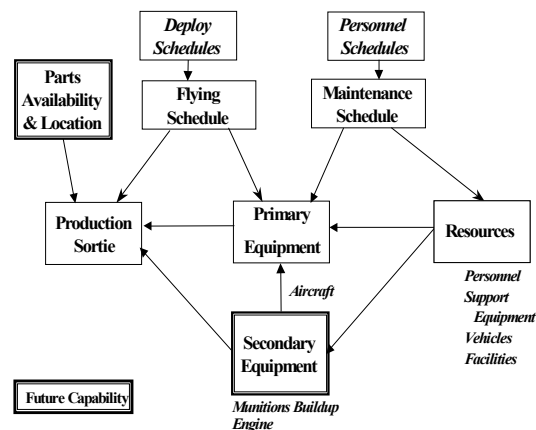 Deploy
Schedules
Personnel
Schedules
Parts
Availability
& Location
Flying
Schedule
Maintenance
Schedule
Production
Sortie
Primary
Equipment
Resources
Aircraft
Personnel
Support
Equipment
Vehicles
Facilities
Secondary
Equipment
Munitions Buildup
Engine
Future Capability